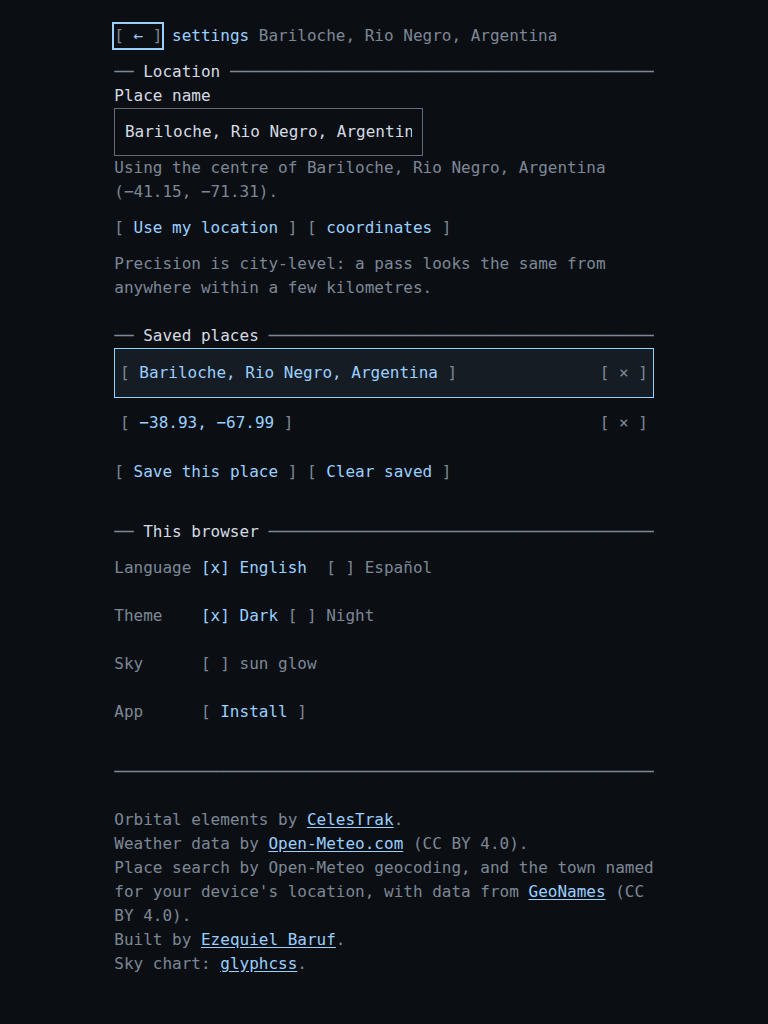 [ ← ] settings Bariloche, Rio Negro, Argentina
Location
Place name
Bariloche, Rio Negro, Argentin
Using the centre of Bariloche, Rio Negro, Argentina
(−41.15, −71.31).
[ Use my location ] [ coordinates ]
Precision is city-level: a pass looks the same from
anywhere within a few kilometres.
Saved places
[ Bariloche, Rio Negro, Argentina ] [ × ]
[ −38.93, −67.99 ] [ × ]
[ Save this place ] [ Clear saved ]
This browser
Language [x] English [ ] Español
Theme [x] Dark [ ] Night
Sky [ ] sun glow
App [ Install ]
Orbital elements by CelesTrak.
Weather data by Open-Meteo.com (CC BY 4.0).
Place search by Open-Meteo geocoding, and the town named
for your device's location, with data from GeoNames (CC
BY 4.0).
Built by Ezequiel Baruf.
Sky chart: glyphcss.